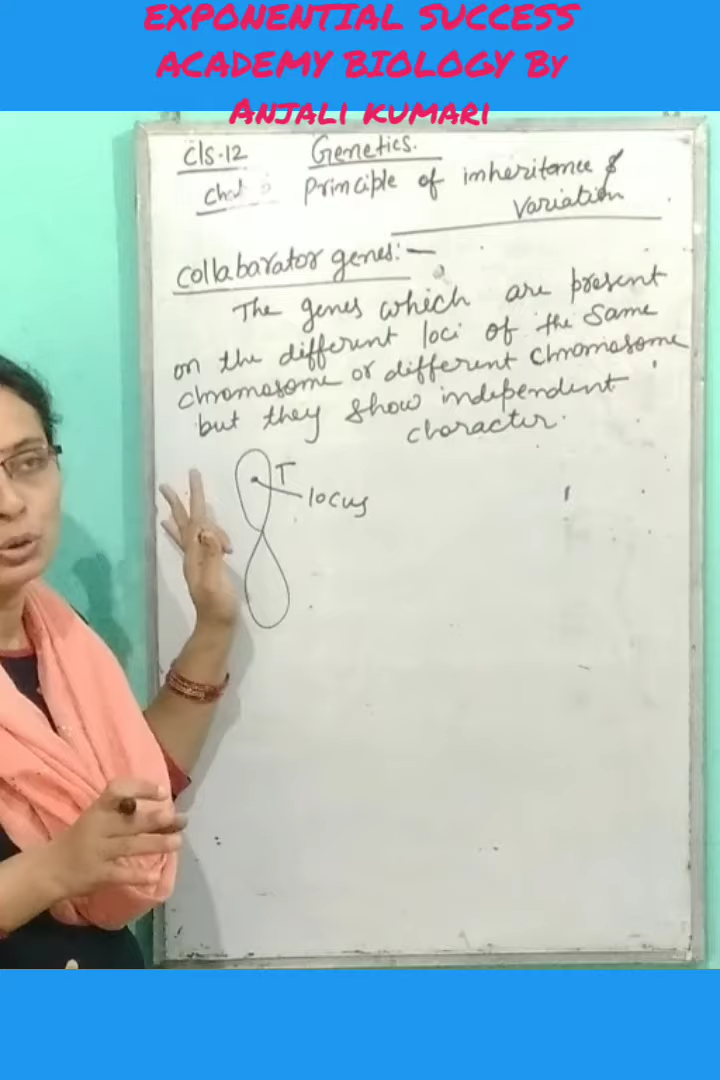 EXPONENTIAL SUCCESS
ACADEMY BIOLOGY By
ANJALI KUMARI
Cls.12 Genetics.
Principle of inheritance &
Variation
Collabarator genes:-
The genes which are present
on the different loci of the same
chromosome or different chromosome
but they show independent
character.
T
locus